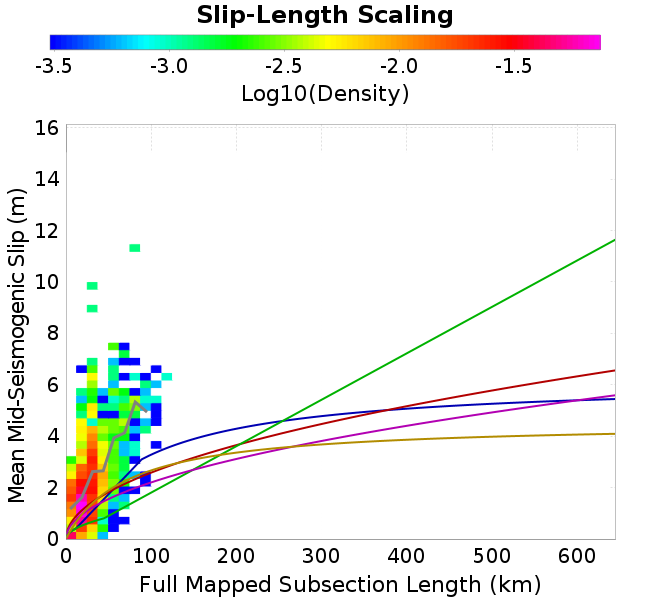 Slip-Length Scaling
-3.5 -3.0 -2.5 -2.0 -1.5
Log10(Density)
Mean Mid-Seismogenic Slip (m)
16
14
12
10
8
6
4
2
0
0 100 200 300 400 500 600
Full Mapped Subsection Length (km)